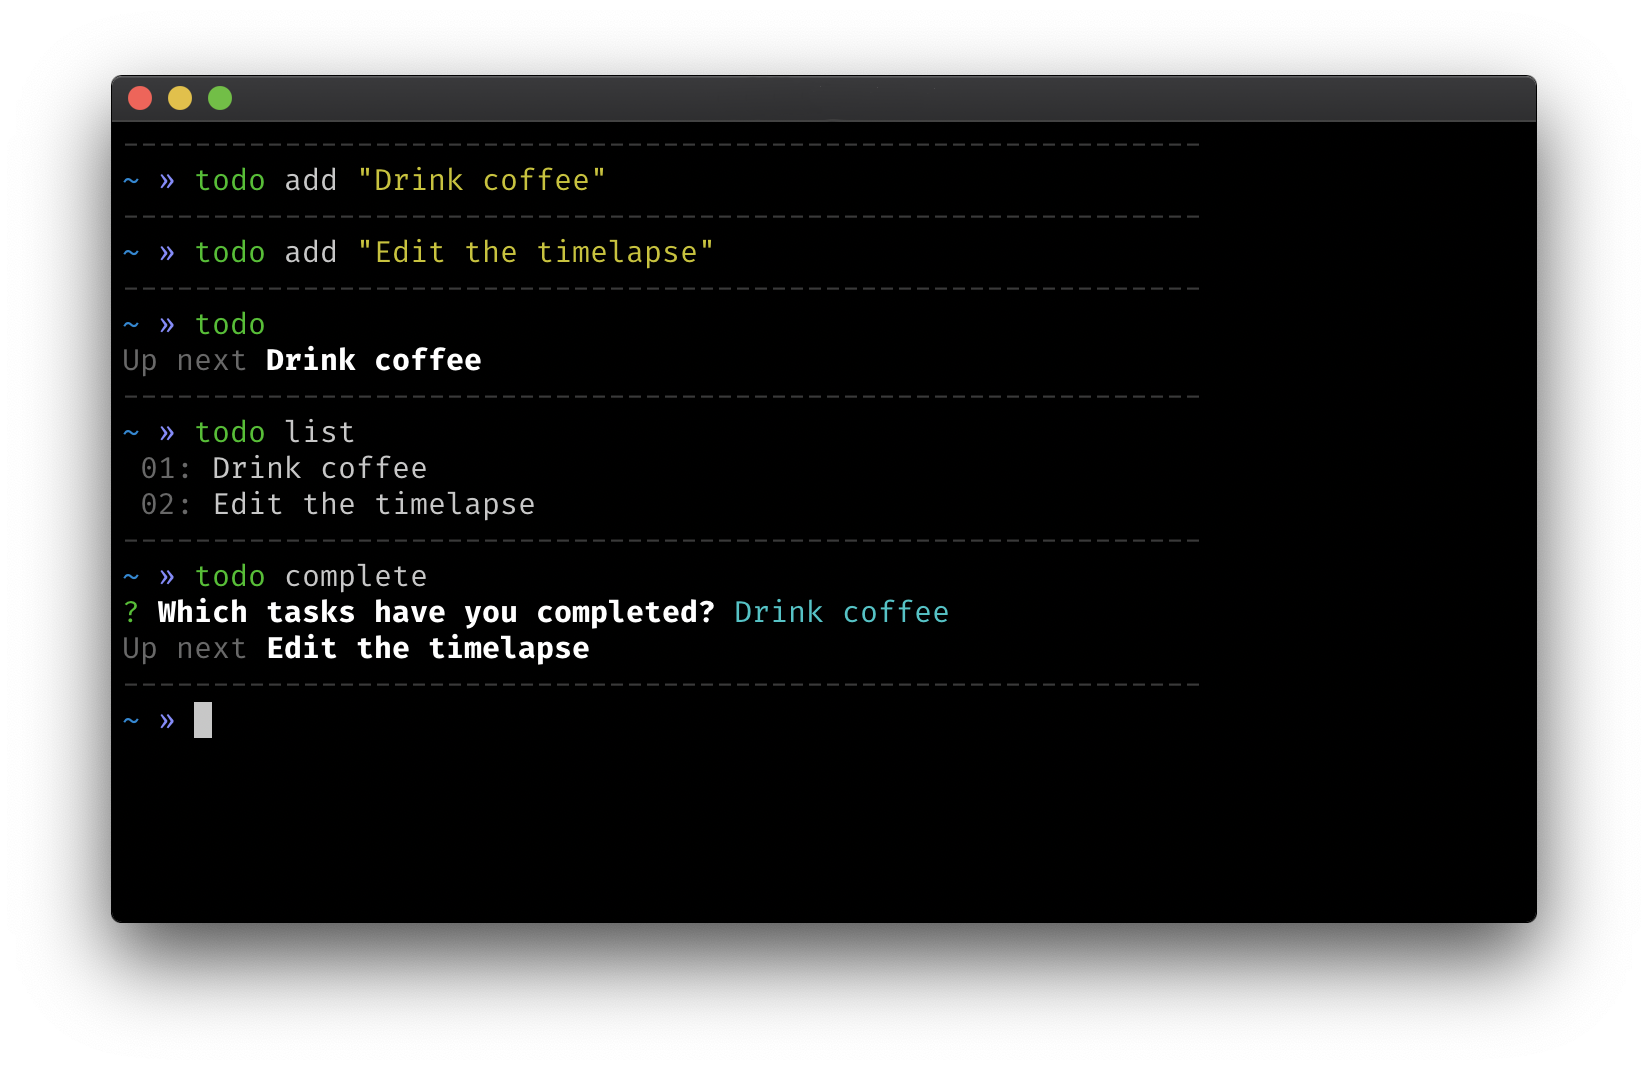 ~ » todo add "Drink coffee"
~ » todo add "Edit the timelapse"
~ » todo
Up next Drink coffee
~ » todo list
01: Drink coffee
02: Edit the timelapse
~ » todo complete
? Which tasks have you completed? Drink coffee
Up next Edit the timelapse
~ »